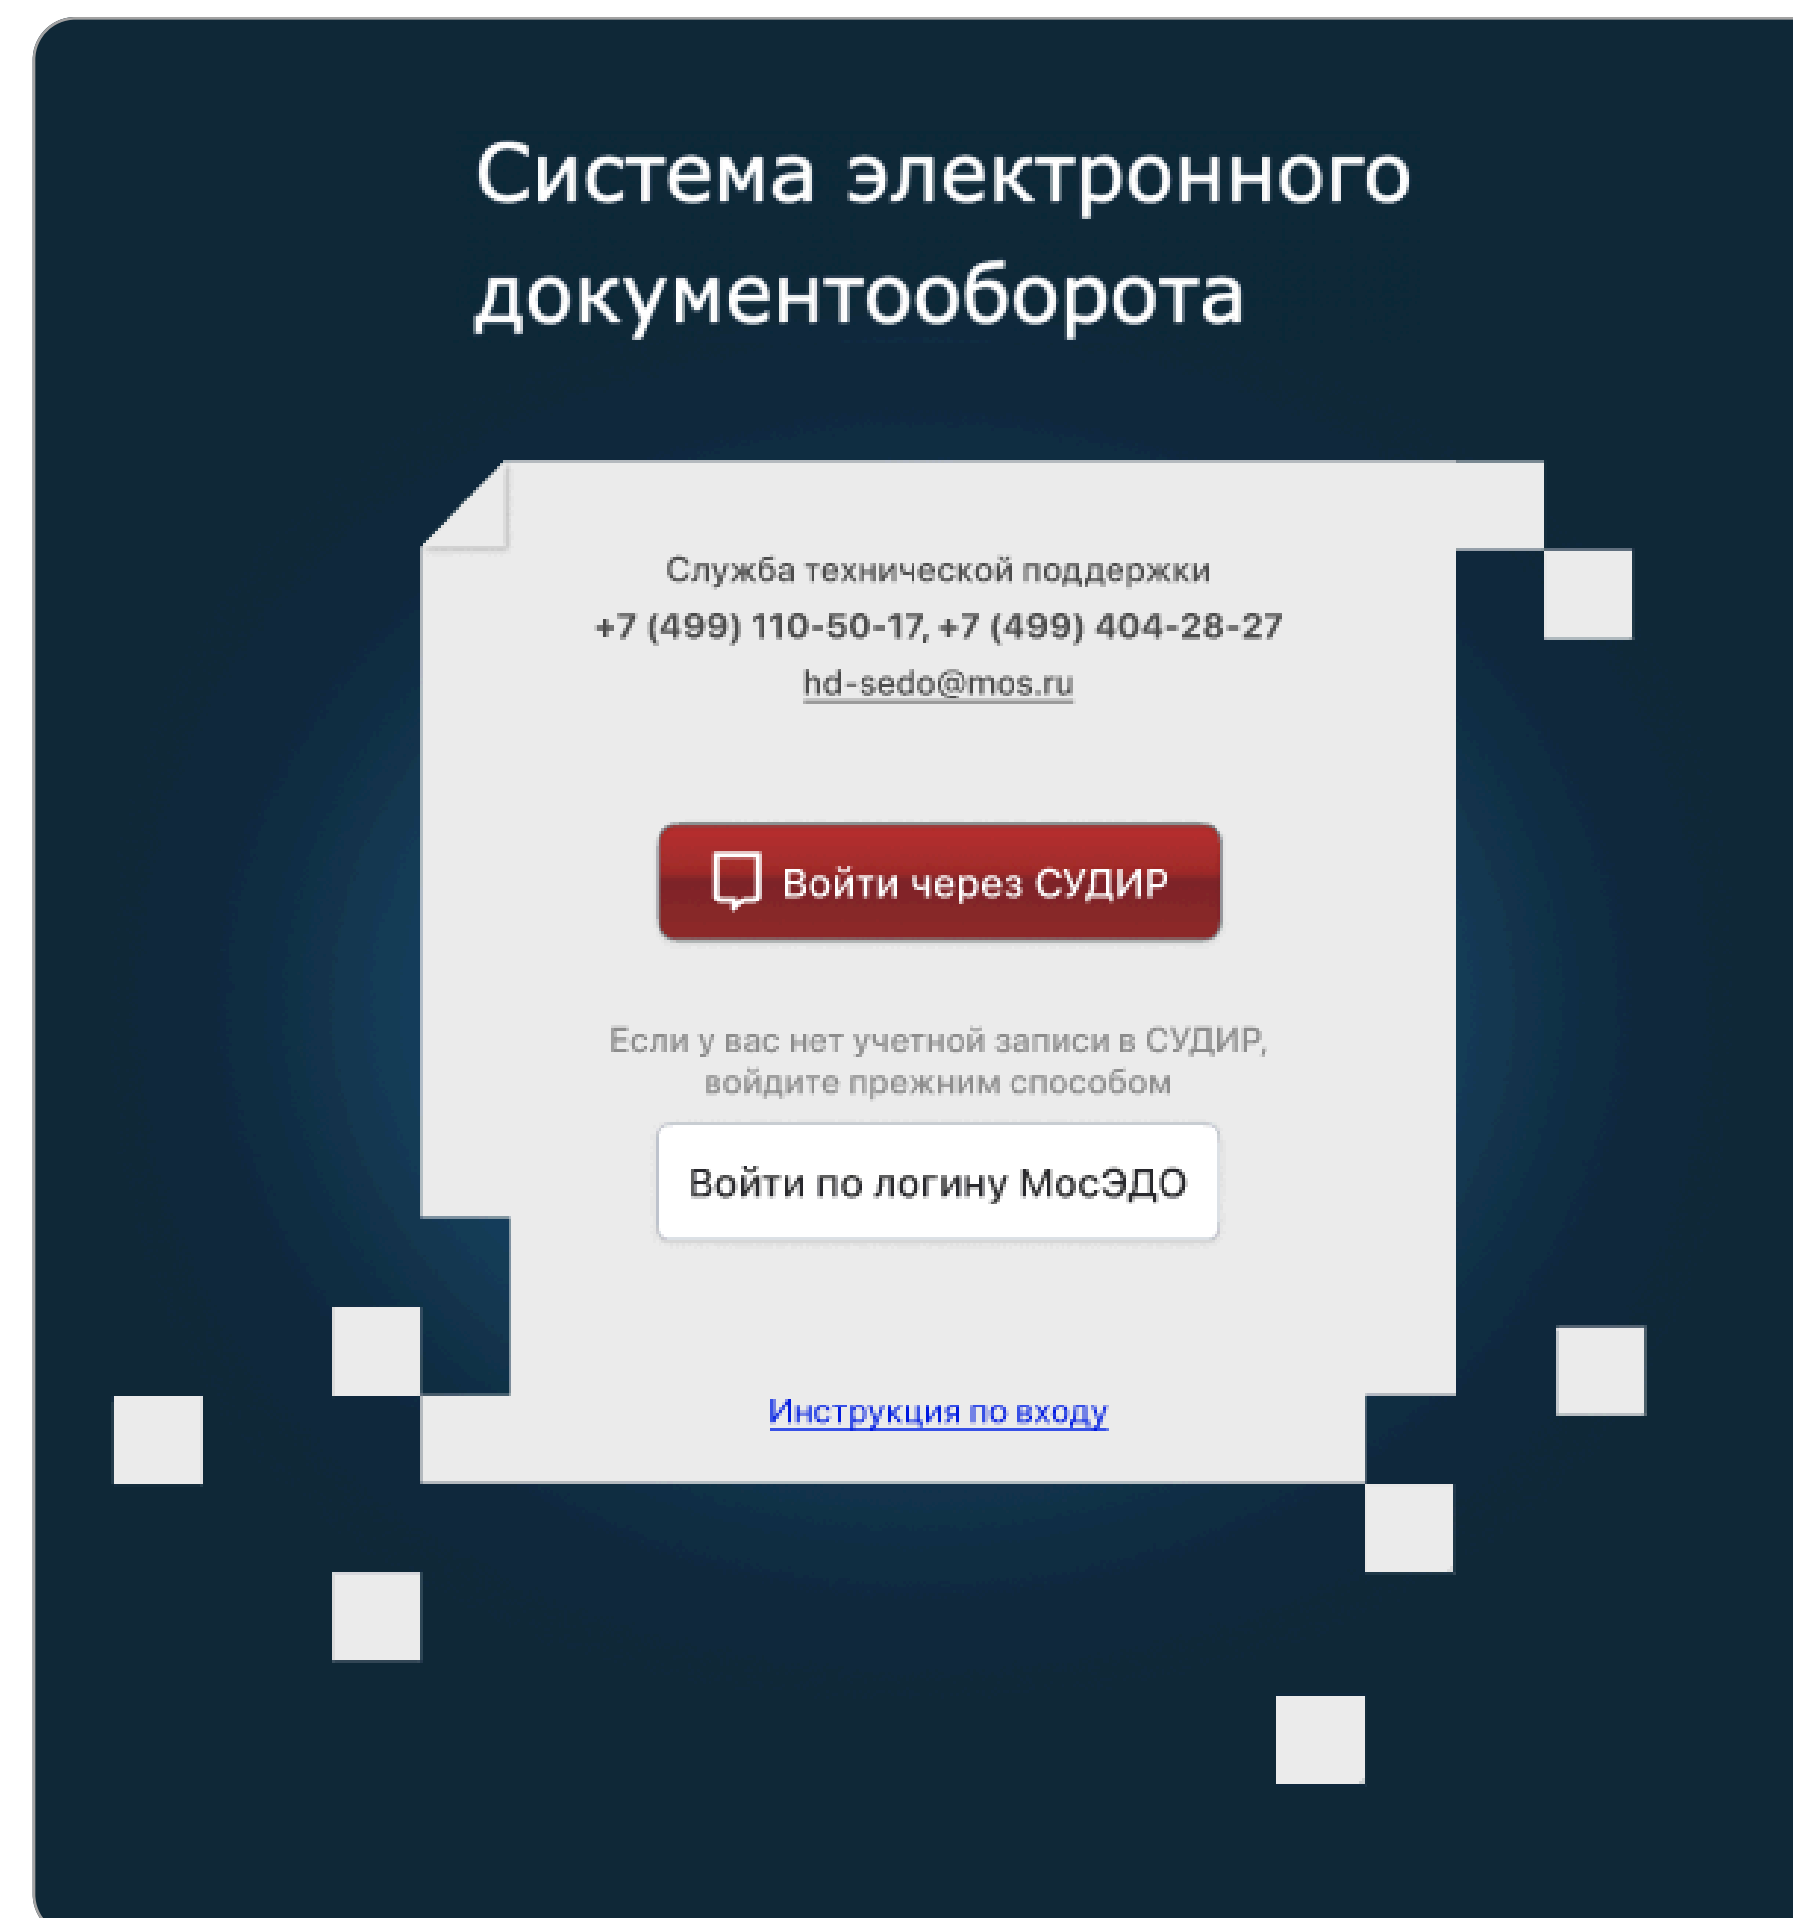 Система электронного
документооборота
Служба технической поддержки
+7 (499) 110-50-17, +7 (499) 404-28-27
hd-sedo@mos.ru
Войти через СУДИР
Если у вас нет учетной записи в СУДИР,
войдите прежним способом
Войти по логину МосЭДО
Инструкция по входу